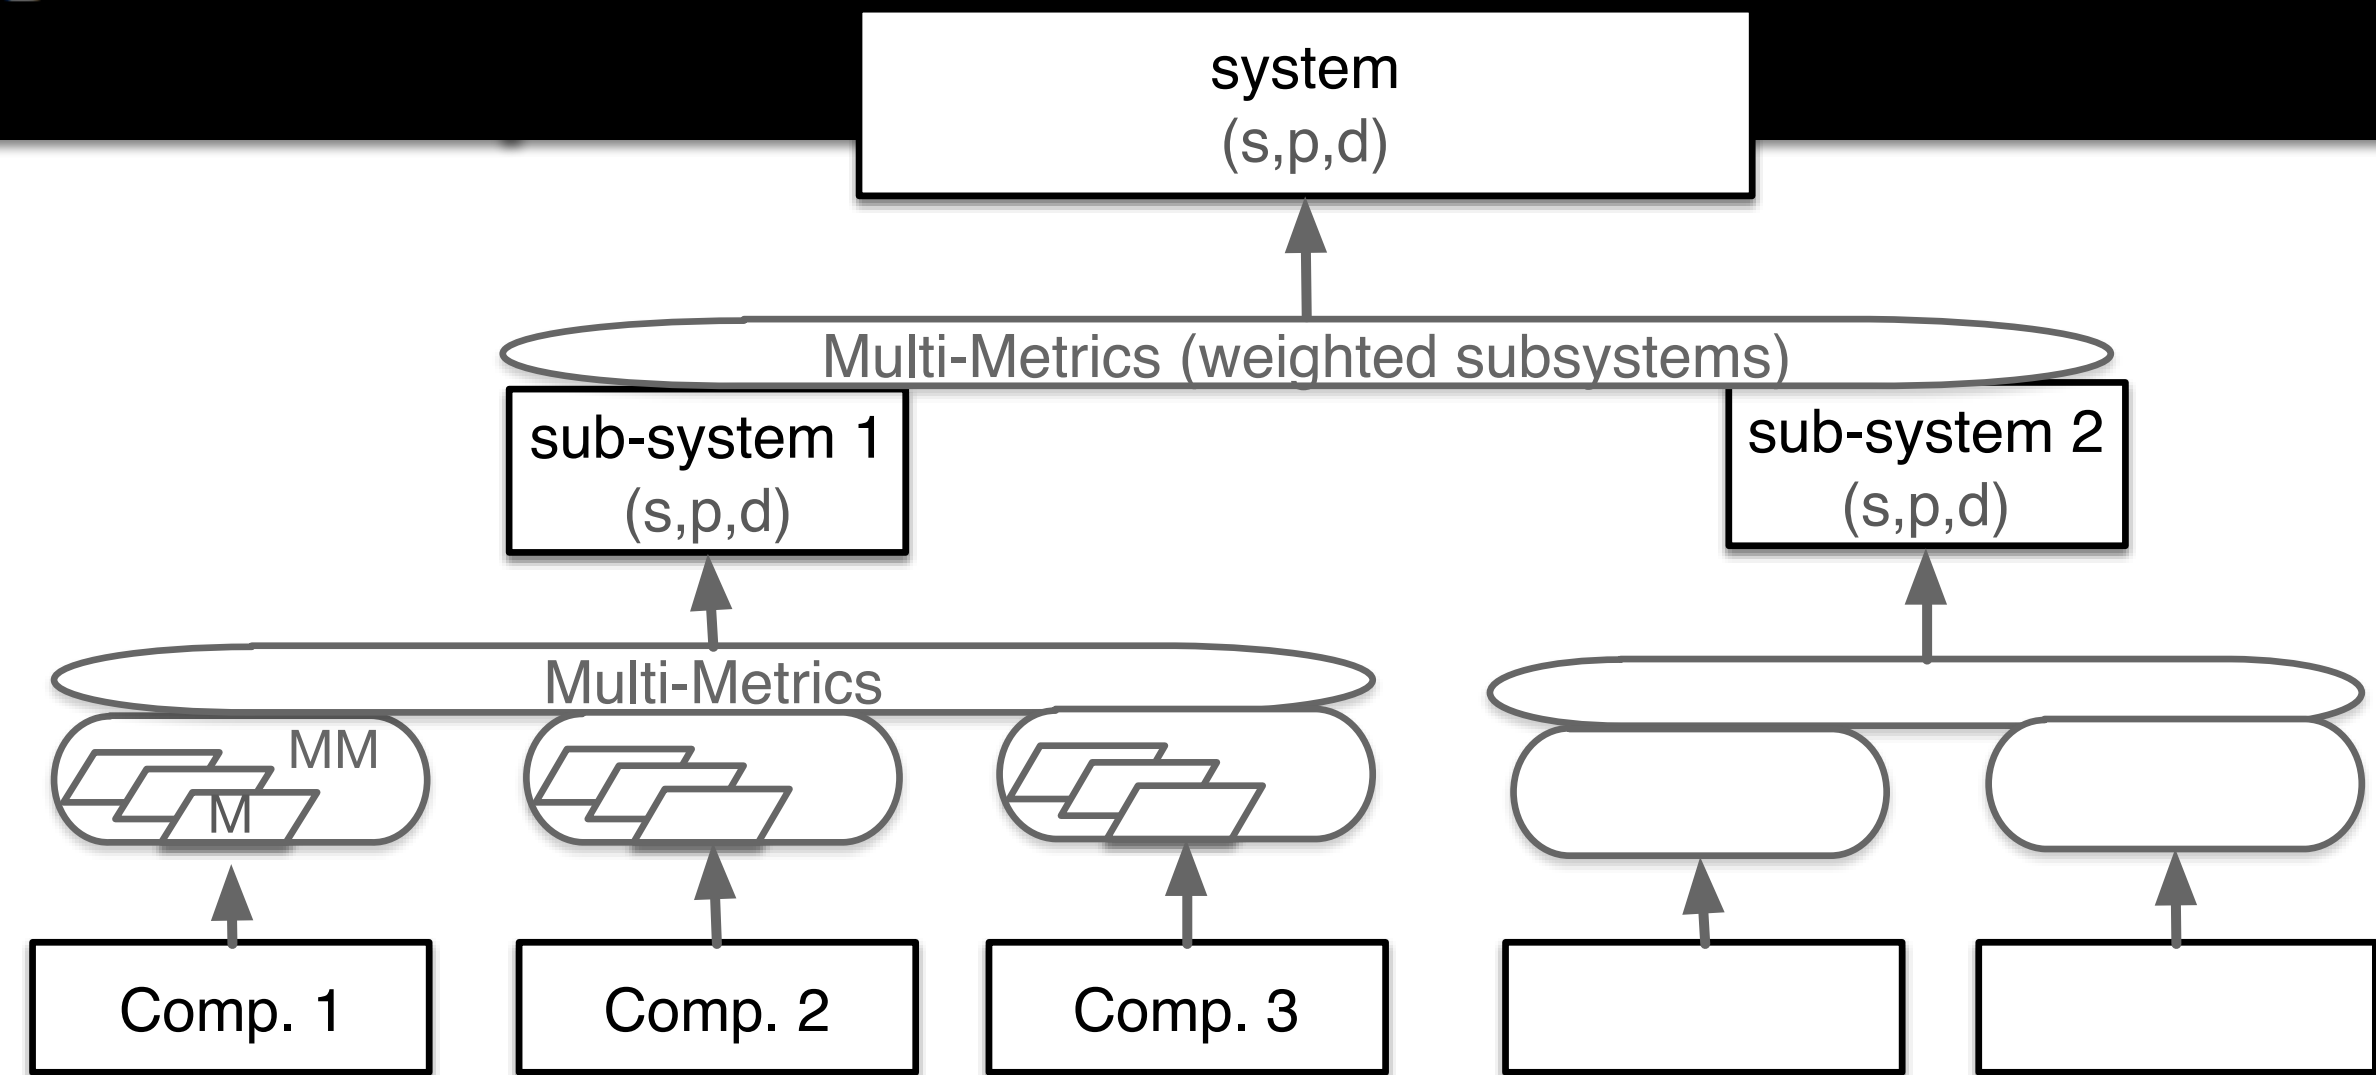 system
(s,p,d)
Multi-Metrics (weighted subsystems)
sub-system 1
(s,p,d)
sub-system 2
(s,p,d)
Multi-Metrics
MM
M
Comp. 1
Comp. 2
Comp. 3